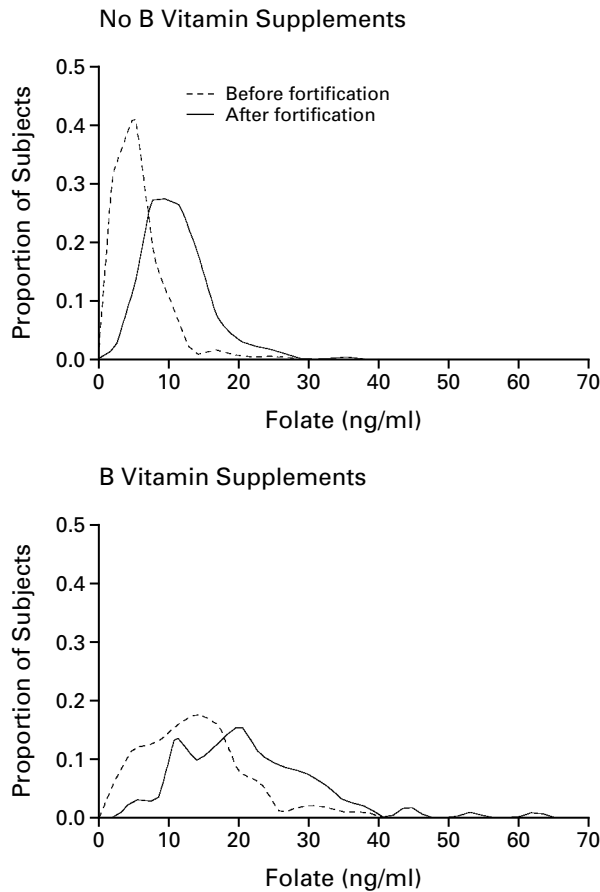 No B Vitamin Supplements
0.5
0.4
0.3
0.2
0.1
0.0
Proportion of Subjects
Before fortification
After fortification
0 10 20 30 40 50 60 70
Folate (ng/ml)
B Vitamin Supplements
0.5
0.4
0.3
0.2
0.1
0.0
Proportion of Subjects
0 10 20 30 40 50 60 70
Folate (ng/ml)